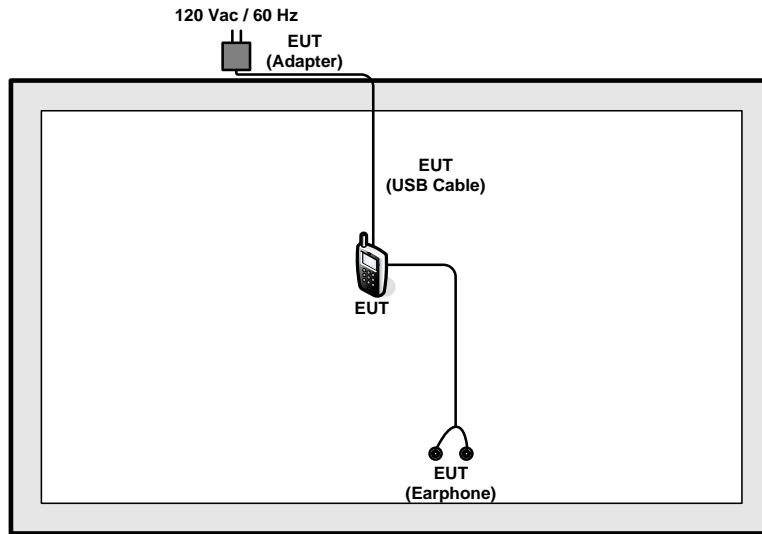 120 Vac / 60 Hz
EUT
(Adapter)
EUT
(USB Cable)
EUT
EUT
(Earphone)